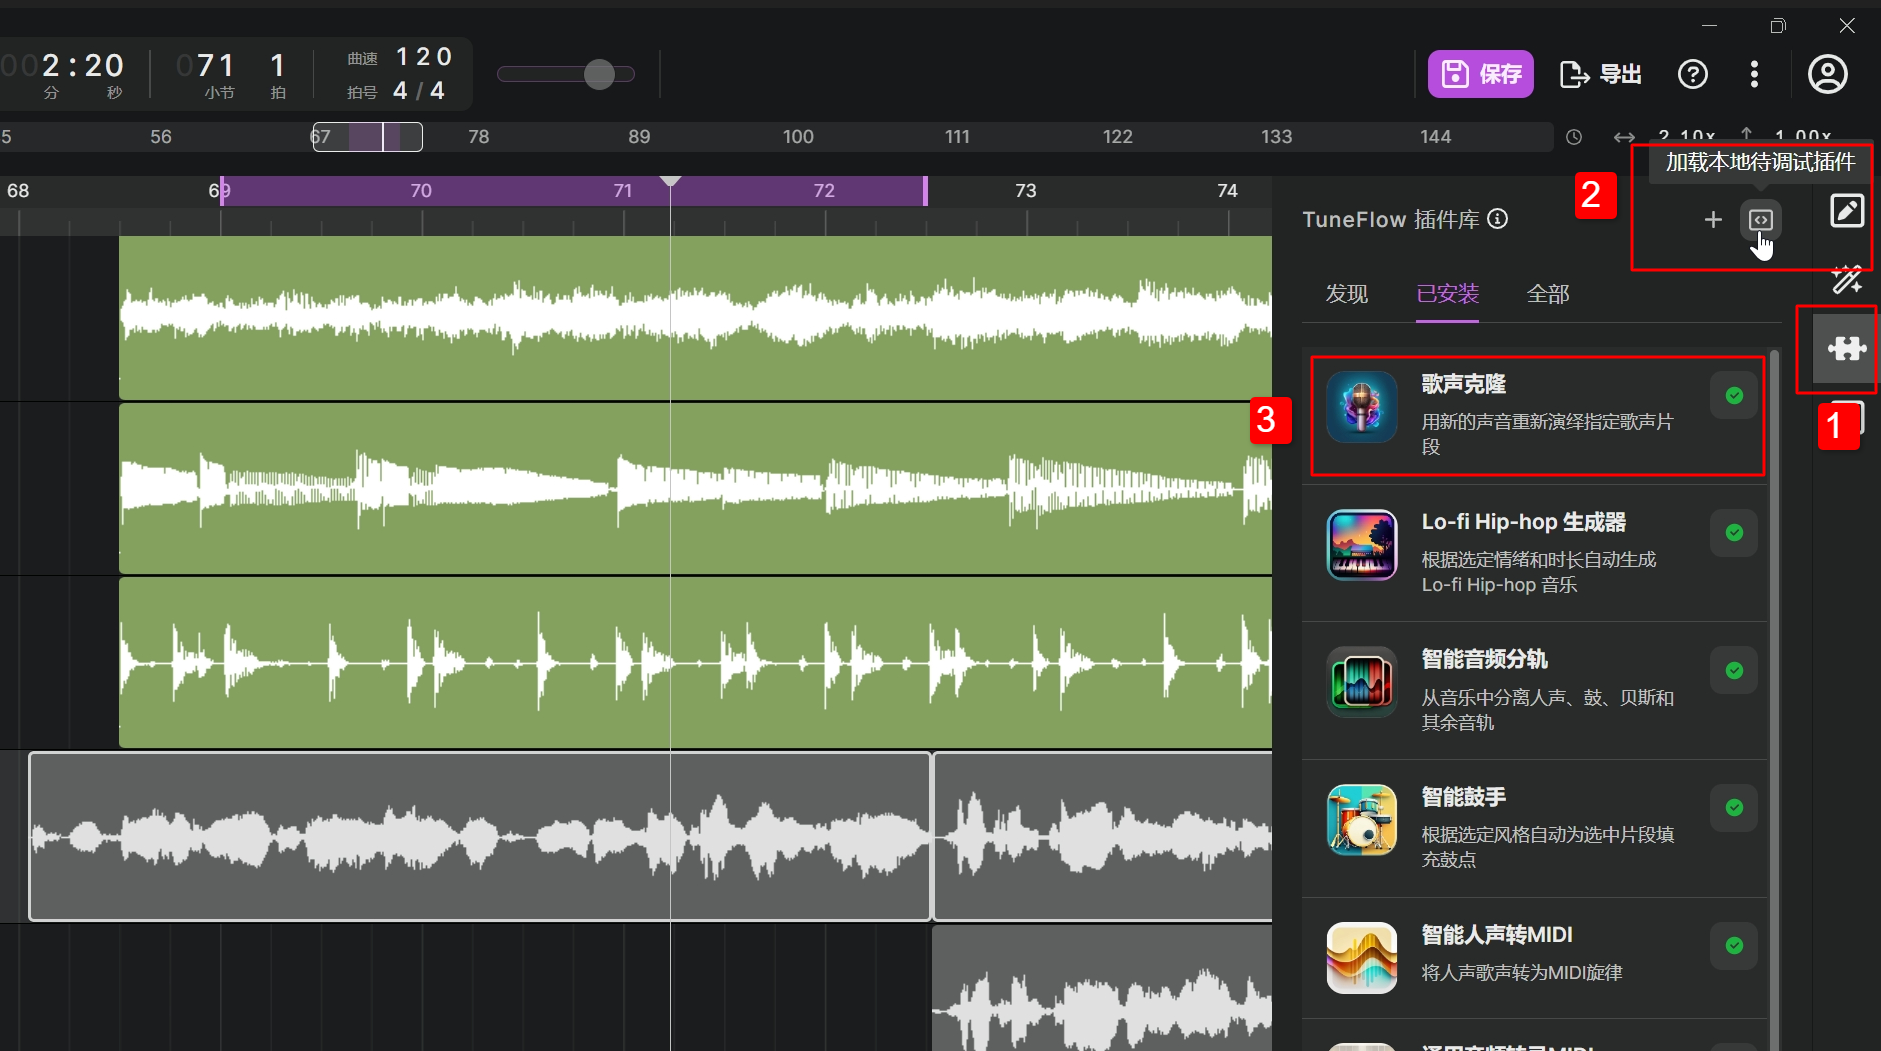 002:20
分 秒
071 1
小节 拍
曲速 120
拍号 4 / 4
保存
导出
5 56 67 78 89 100 111 122 133 144
2.10x 1.00x
加载本地待调试插件
68 69 70 71 72 73 74
2
TuneFlow 插件库
发现 已安装 全部
1
3
歌声克隆
用新的声音重新演绎指定歌声片
段
Lo-fi Hip-hop 生成器
根据选定情绪和时长自动生成
Lo-fi Hip-hop 音乐
智能音频分轨
从音乐中分离人声、鼓、贝斯和
其余音轨
智能鼓手
根据选定风格自动为选中片段填
充鼓点
智能人声转MIDI
将人声歌声转为MIDI旋律